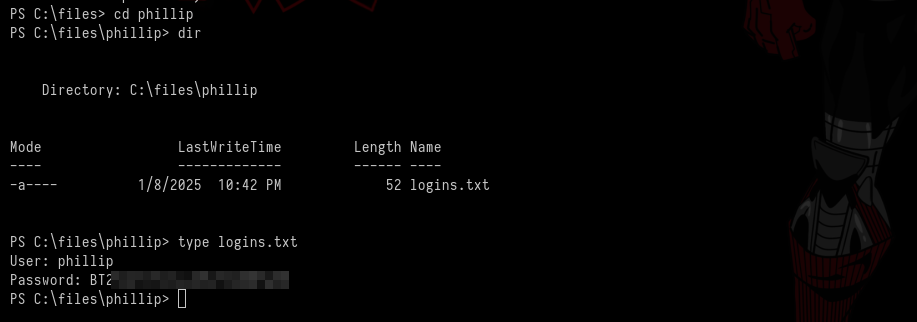 PS C:\files> cd phillip
PS C:\files\phillip> dir
Directory: C:\files\phillip
Mode LastWriteTime Length Name
---- ------------- ------ ----
-a---- 1/8/2025 10:42 PM 52 logins.txt
PS C:\files\phillip> type logins.txt
User: phillip
Password: BT2
PS C:\files\phillip>